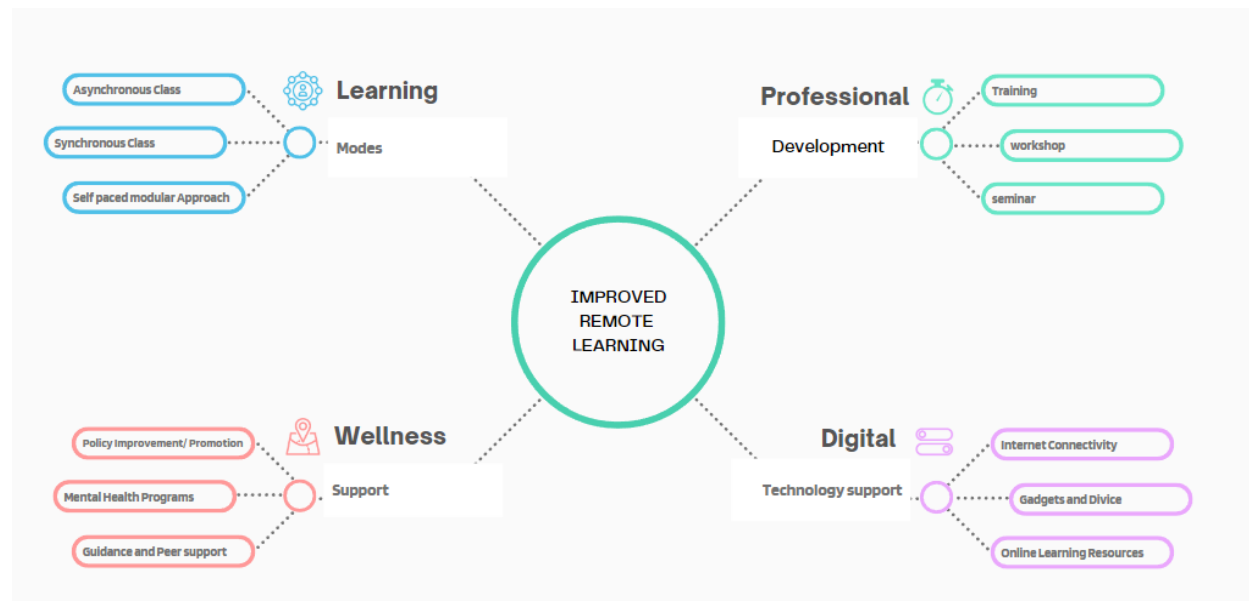 Learning
Modes
Asynchronous Class
Synchronous Class
Self paced modular Approach
Professional
Development
Training
workshop
seminar
IMPROVED
REMOTE
LEARNING
Wellness
Support
Policy Improvement/ Promotion
Mental Health Programs
Guidance and Peer support
Digital
Technology support
Internet Connectivity
Gadgets and Divice
Online Learning Resources